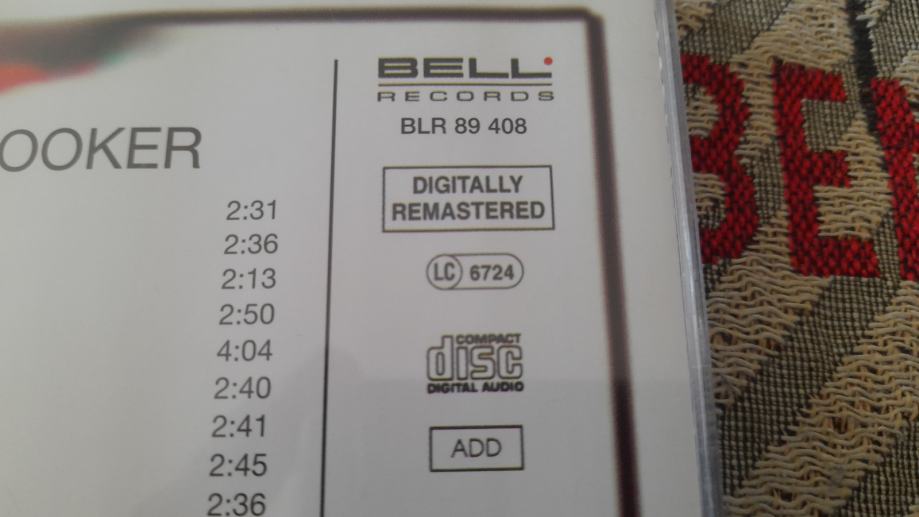 BELL
RECORDS
BLR 89 408
DIGITALLY
REMASTERED
LC 6724
COMPACT
disc
DIGITAL AUDIO
ADD
OOKER
2:31
2:36
2:13
2:50
4:04
2:40
2:41
2:45
2:36
BE